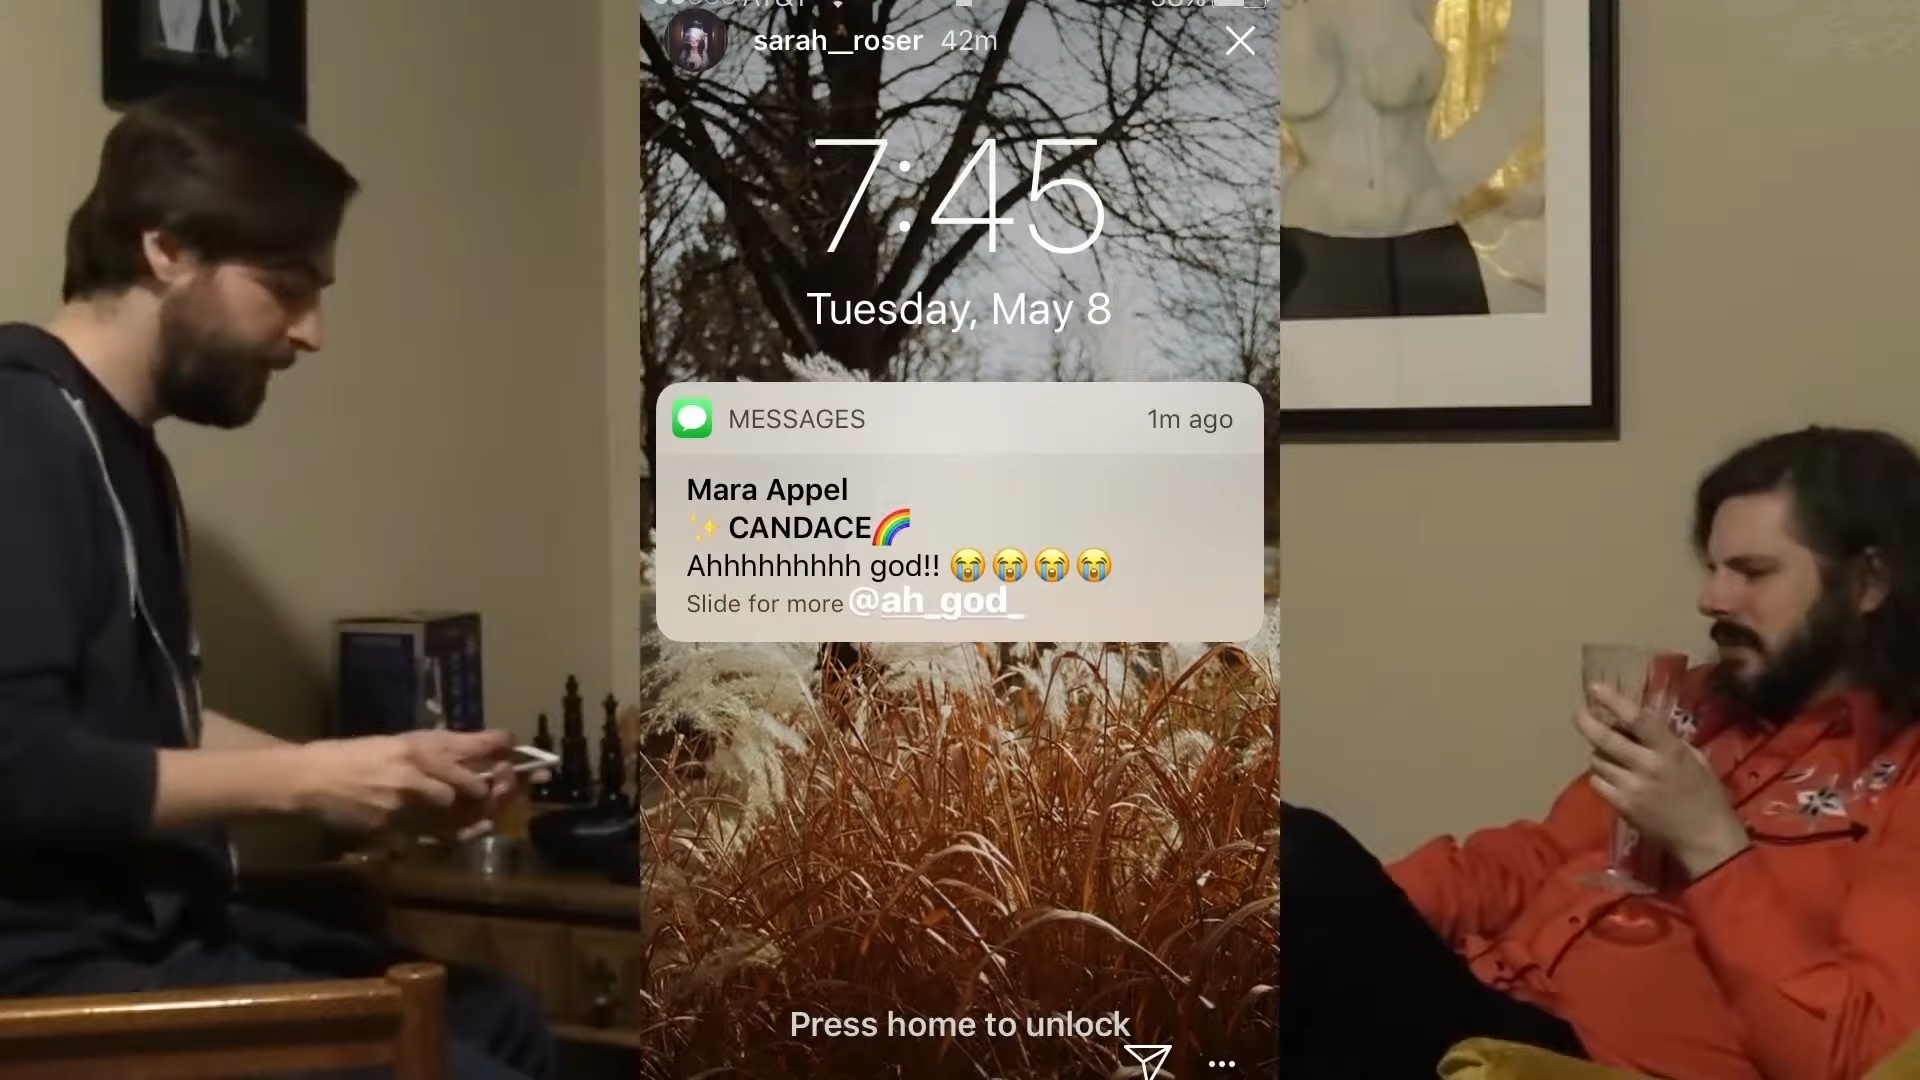 sarah__roser 42m
7:45
Tuesday, May 8
MESSAGES 1m ago
Mara Appel
✨ CANDACE🌈
Ahhhhhhhhh god!! 😭😭😭😭
Slide for more @ah_god_
Press home to unlock